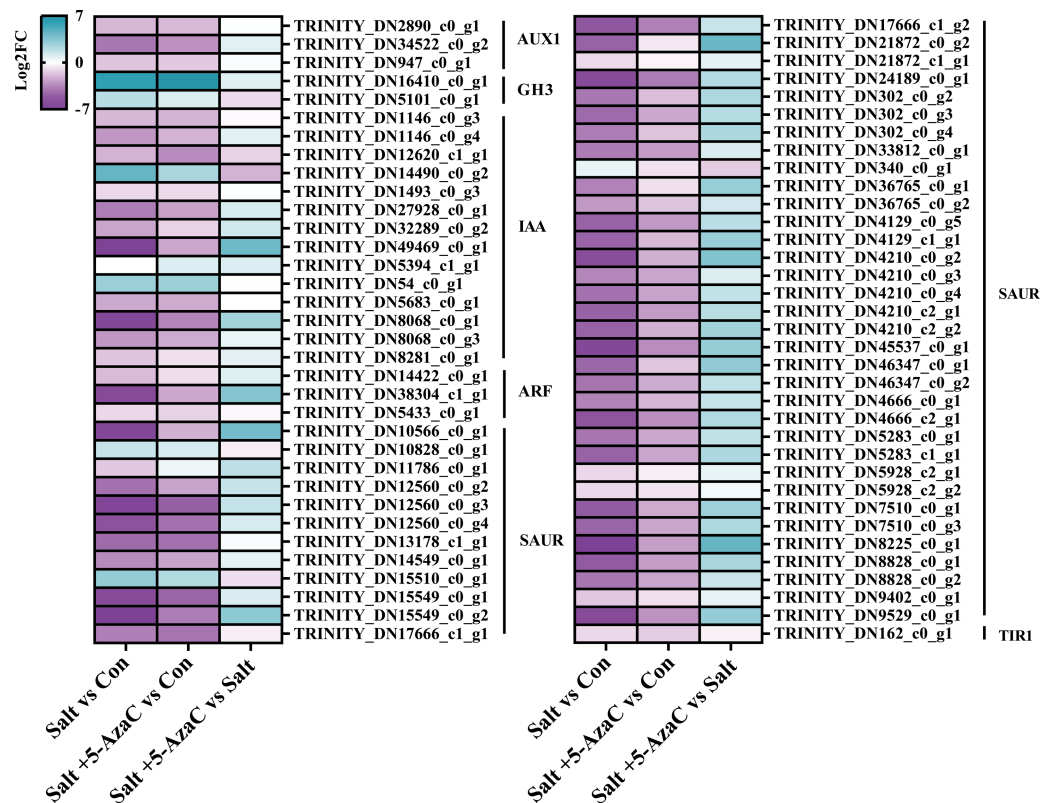 Log2FC
7
0
-7
TRINITY_DN2890_c0_g1
TRINITY_DN34522_c0_g2
TRINITY_DN947_c0_g1
AUX1
TRINITY_DN16410_c0_g1
TRINITY_DN5101_c0_g1
GH3
TRINITY_DN1146_c0_g3
TRINITY_DN1146_c0_g4
TRINITY_DN12620_c1_g1
TRINITY_DN14490_c0_g2
TRINITY_DN1493_c0_g3
TRINITY_DN27928_c0_g1
TRINITY_DN32289_c0_g2
TRINITY_DN49469_c0_g1
TRINITY_DN5394_c1_g1
TRINITY_DN54_c0_g1
TRINITY_DN5683_c0_g1
TRINITY_DN8068_c0_g1
TRINITY_DN8068_c0_g3
TRINITY_DN8281_c0_g1
IAA
TRINITY_DN14422_c0_g1
TRINITY_DN38304_c1_g1
TRINITY_DN5433_c0_g1
ARF
TRINITY_DN10566_c0_g1
TRINITY_DN10828_c0_g1
TRINITY_DN11786_c0_g1
TRINITY_DN12560_c0_g2
TRINITY_DN12560_c0_g3
TRINITY_DN12560_c0_g4
TRINITY_DN13178_c1_g1
TRINITY_DN14549_c0_g1
TRINITY_DN15510_c0_g1
TRINITY_DN15549_c0_g1
TRINITY_DN15549_c0_g2
TRINITY_DN17666_c1_g1
SAUR
Salt vs Con
Salt +5-AzaC vs Con
Salt +5-AzaC vs Salt
TRINITY_DN17666_c1_g2
TRINITY_DN21872_c0_g2
TRINITY_DN21872_c1_g1
TRINITY_DN24189_c0_g1
TRINITY_DN302_c0_g2
TRINITY_DN302_c0_g3
TRINITY_DN302_c0_g4
TRINITY_DN33812_c0_g1
TRINITY_DN340_c0_g1
TRINITY_DN36765_c0_g1
TRINITY_DN36765_c0_g2
TRINITY_DN4129_c0_g5
TRINITY_DN4129_c1_g1
TRINITY_DN4210_c0_g2
TRINITY_DN4210_c0_g3
TRINITY_DN4210_c0_g4
TRINITY_DN4210_c2_g1
TRINITY_DN4210_c2_g2
TRINITY_DN45537_c0_g1
TRINITY_DN46347_c0_g1
TRINITY_DN46347_c0_g2
TRINITY_DN4666_c0_g1
TRINITY_DN4666_c2_g1
TRINITY_DN5283_c0_g1
TRINITY_DN5283_c1_g1
TRINITY_DN5928_c2_g1
TRINITY_DN5928_c2_g2
TRINITY_DN7510_c0_g1
TRINITY_DN7510_c0_g3
TRINITY_DN8225_c0_g1
TRINITY_DN8828_c0_g1
TRINITY_DN8828_c0_g2
TRINITY_DN9402_c0_g1
TRINITY_DN9529_c0_g1
SAUR
TRINITY_DN162_c0_g1
TIR1
Salt vs Con
Salt +5-AzaC vs Con
Salt +5-AzaC vs Salt